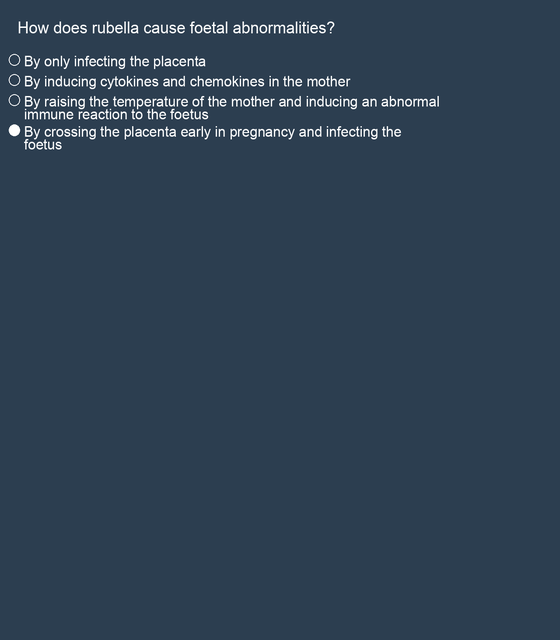 How does rubella cause foetal abnormalities?
By only infecting the placenta
By inducing cytokines and chemokines in the mother
By raising the temperature of the mother and inducing an abnormal
immune reaction to the foetus
By crossing the placenta early in pregnancy and infecting the
foetus